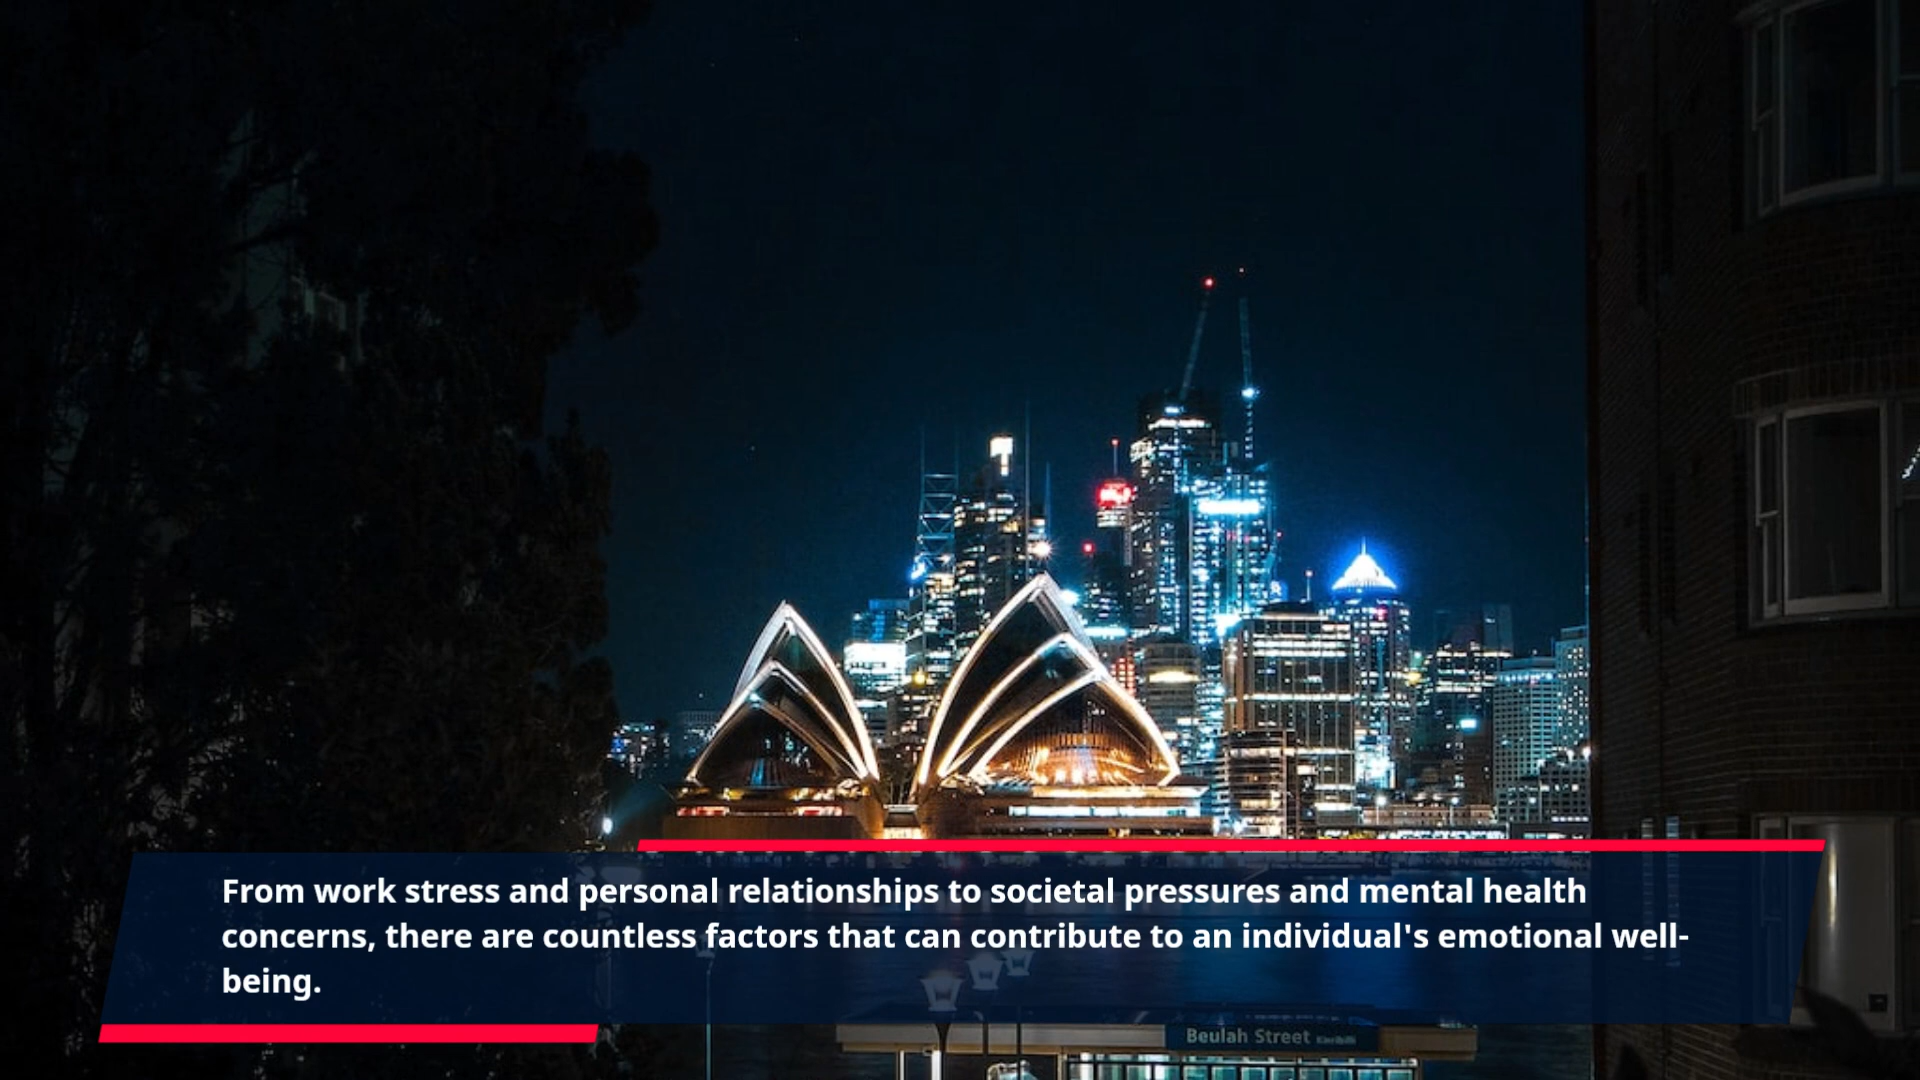 From work stress and personal relationships to societal pressures and mental health
concerns, there are countless factors that can contribute to an individual's emotional well-
being.
Beulah Street Kirribilli